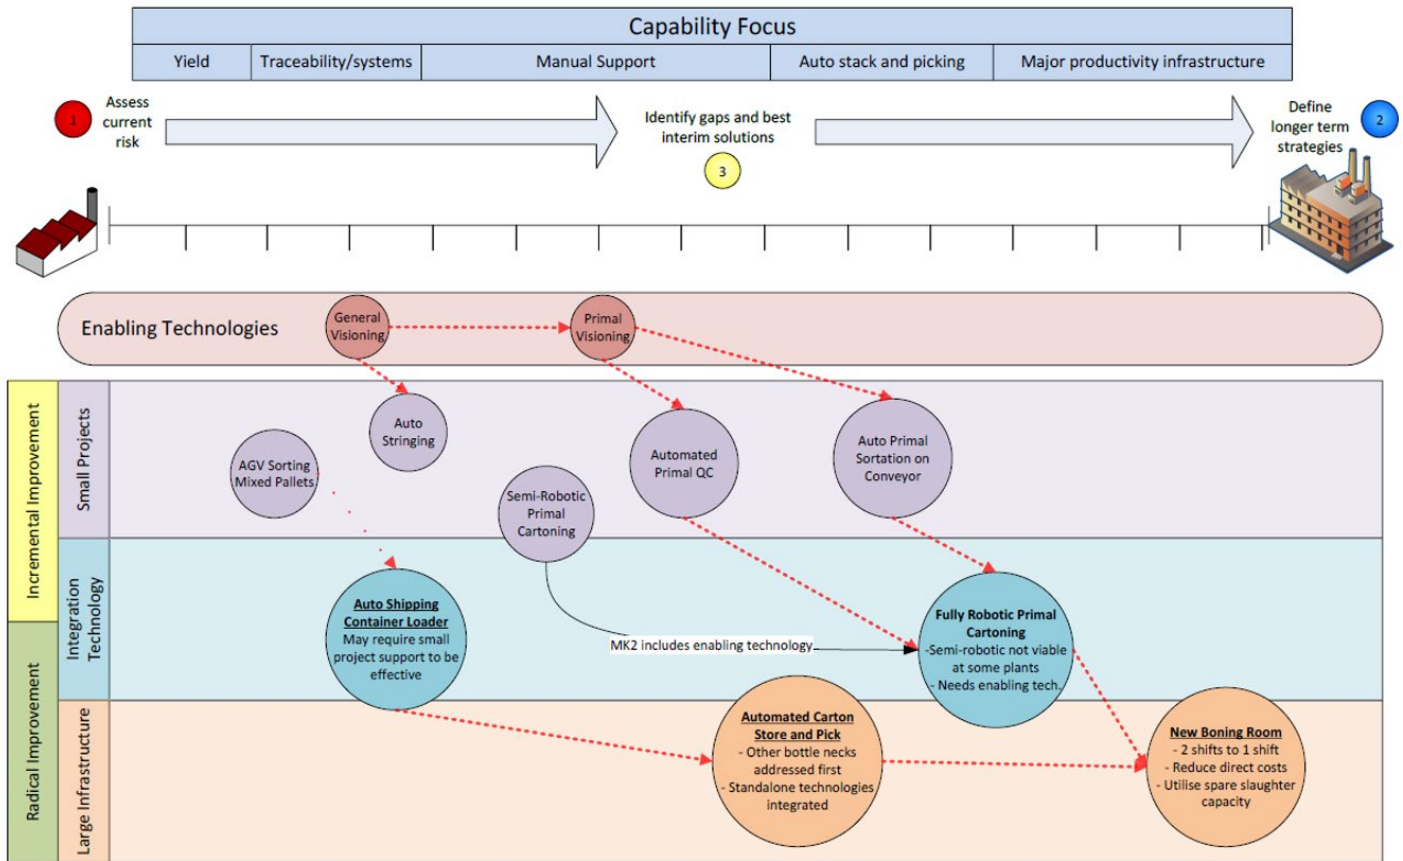 Capability Focus
Yield
Traceability/systems
Manual Support
Auto stack and picking
Major productivity infrastructure
1
Assess
current
risk
Identify gaps and best
interim solutions
3
Define
longer term
strategies
2
Enabling Technologies
General
Visioning
Primal
Visioning
Incremental Improvement
Radical Improvement
Small Projects
Integration
Technology
Large Infrastructure
AGV Sorting
Mixed Pallets
Auto
Stringing
Semi-Robotic
Primal
Cartoning
Automated
Primal QC
Auto Primal
Sortation on
Conveyor
Auto Shipping
Container Loader
May require small
project support to be
effective
MK2 includes enabling technology
Fully Robotic Primal
Cartoning
-Semi-robotic not viable
at some plants
- Needs enabling tech.
Automated Carton
Store and Pick
- Other bottle necks
addressed first
- Standalone technologies
integrated
New Boning Room
- 2 shifts to 1 shift
- Reduce direct costs
- Utilise spare slaughter
capacity